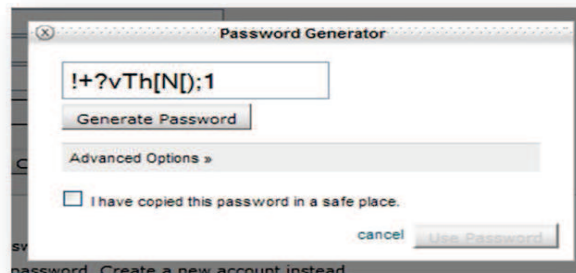 Password Generator
!+?vTh[N[);1
Generate Password
Advanced Options »
I have copied this password in a safe place.
cancel Use Password
password. Create a new account instead